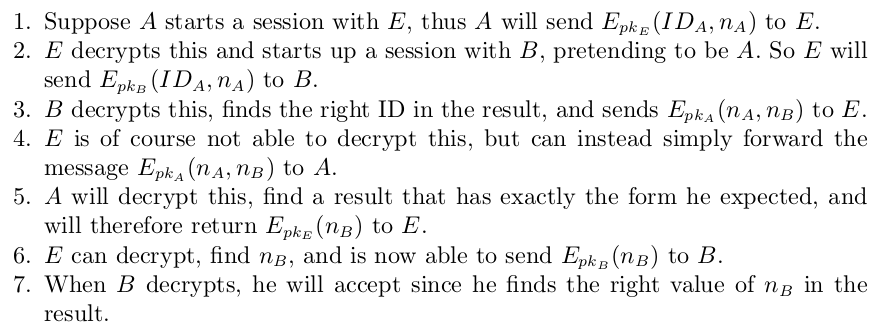 1. Suppose A starts a session with E, thus A will send E_{pk_E}(ID_A, n_A) to E.
2. E decrypts this and starts up a session with B, pretending to be A. So E will
send E_{pk_B}(ID_A, n_A) to B.
3. B decrypts this, finds the right ID in the result, and sends E_{pk_A}(n_A, n_B) to E.
4. E is of course not able to decrypt this, but can instead simply forward the
message E_{pk_A}(n_A, n_B) to A.
5. A will decrypt this, find a result that has exactly the form he expected, and
will therefore return E_{pk_E}(n_B) to E.
6. E can decrypt, find n_B, and is now able to send E_{pk_B}(n_B) to B.
7. When B decrypts, he will accept since he finds the right value of n_B in the
result.